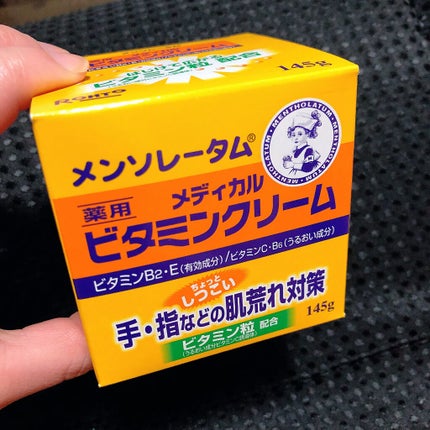 ROHTO
145g
メンソレータム®
MENTHOLATUM・MENTHOLATUM・MENTHOLATUM
薬用
メディカル
ビタミンクリーム
ビタミンB2・E(有効成分)/ビタミンC・B6(うるおい成分)
ちょっと
しつこい
手・指などの肌荒れ対策
ビタミン粒 配合
145g